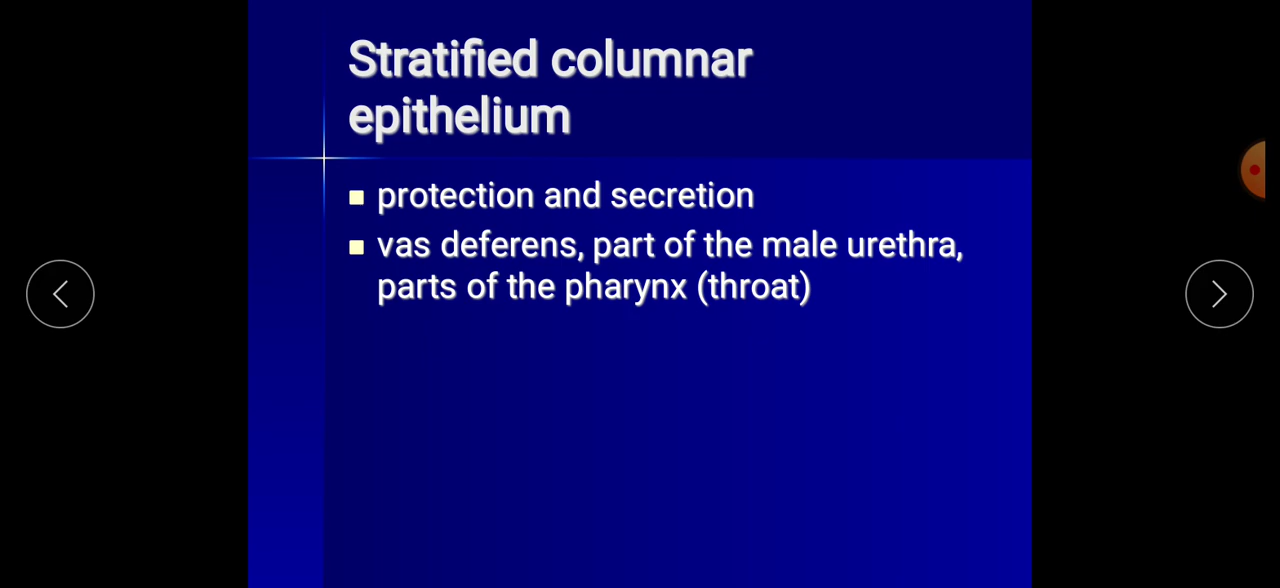 Stratified columnar
epithelium
protection and secretion
vas deferens, part of the male urethra,
parts of the pharynx (throat)